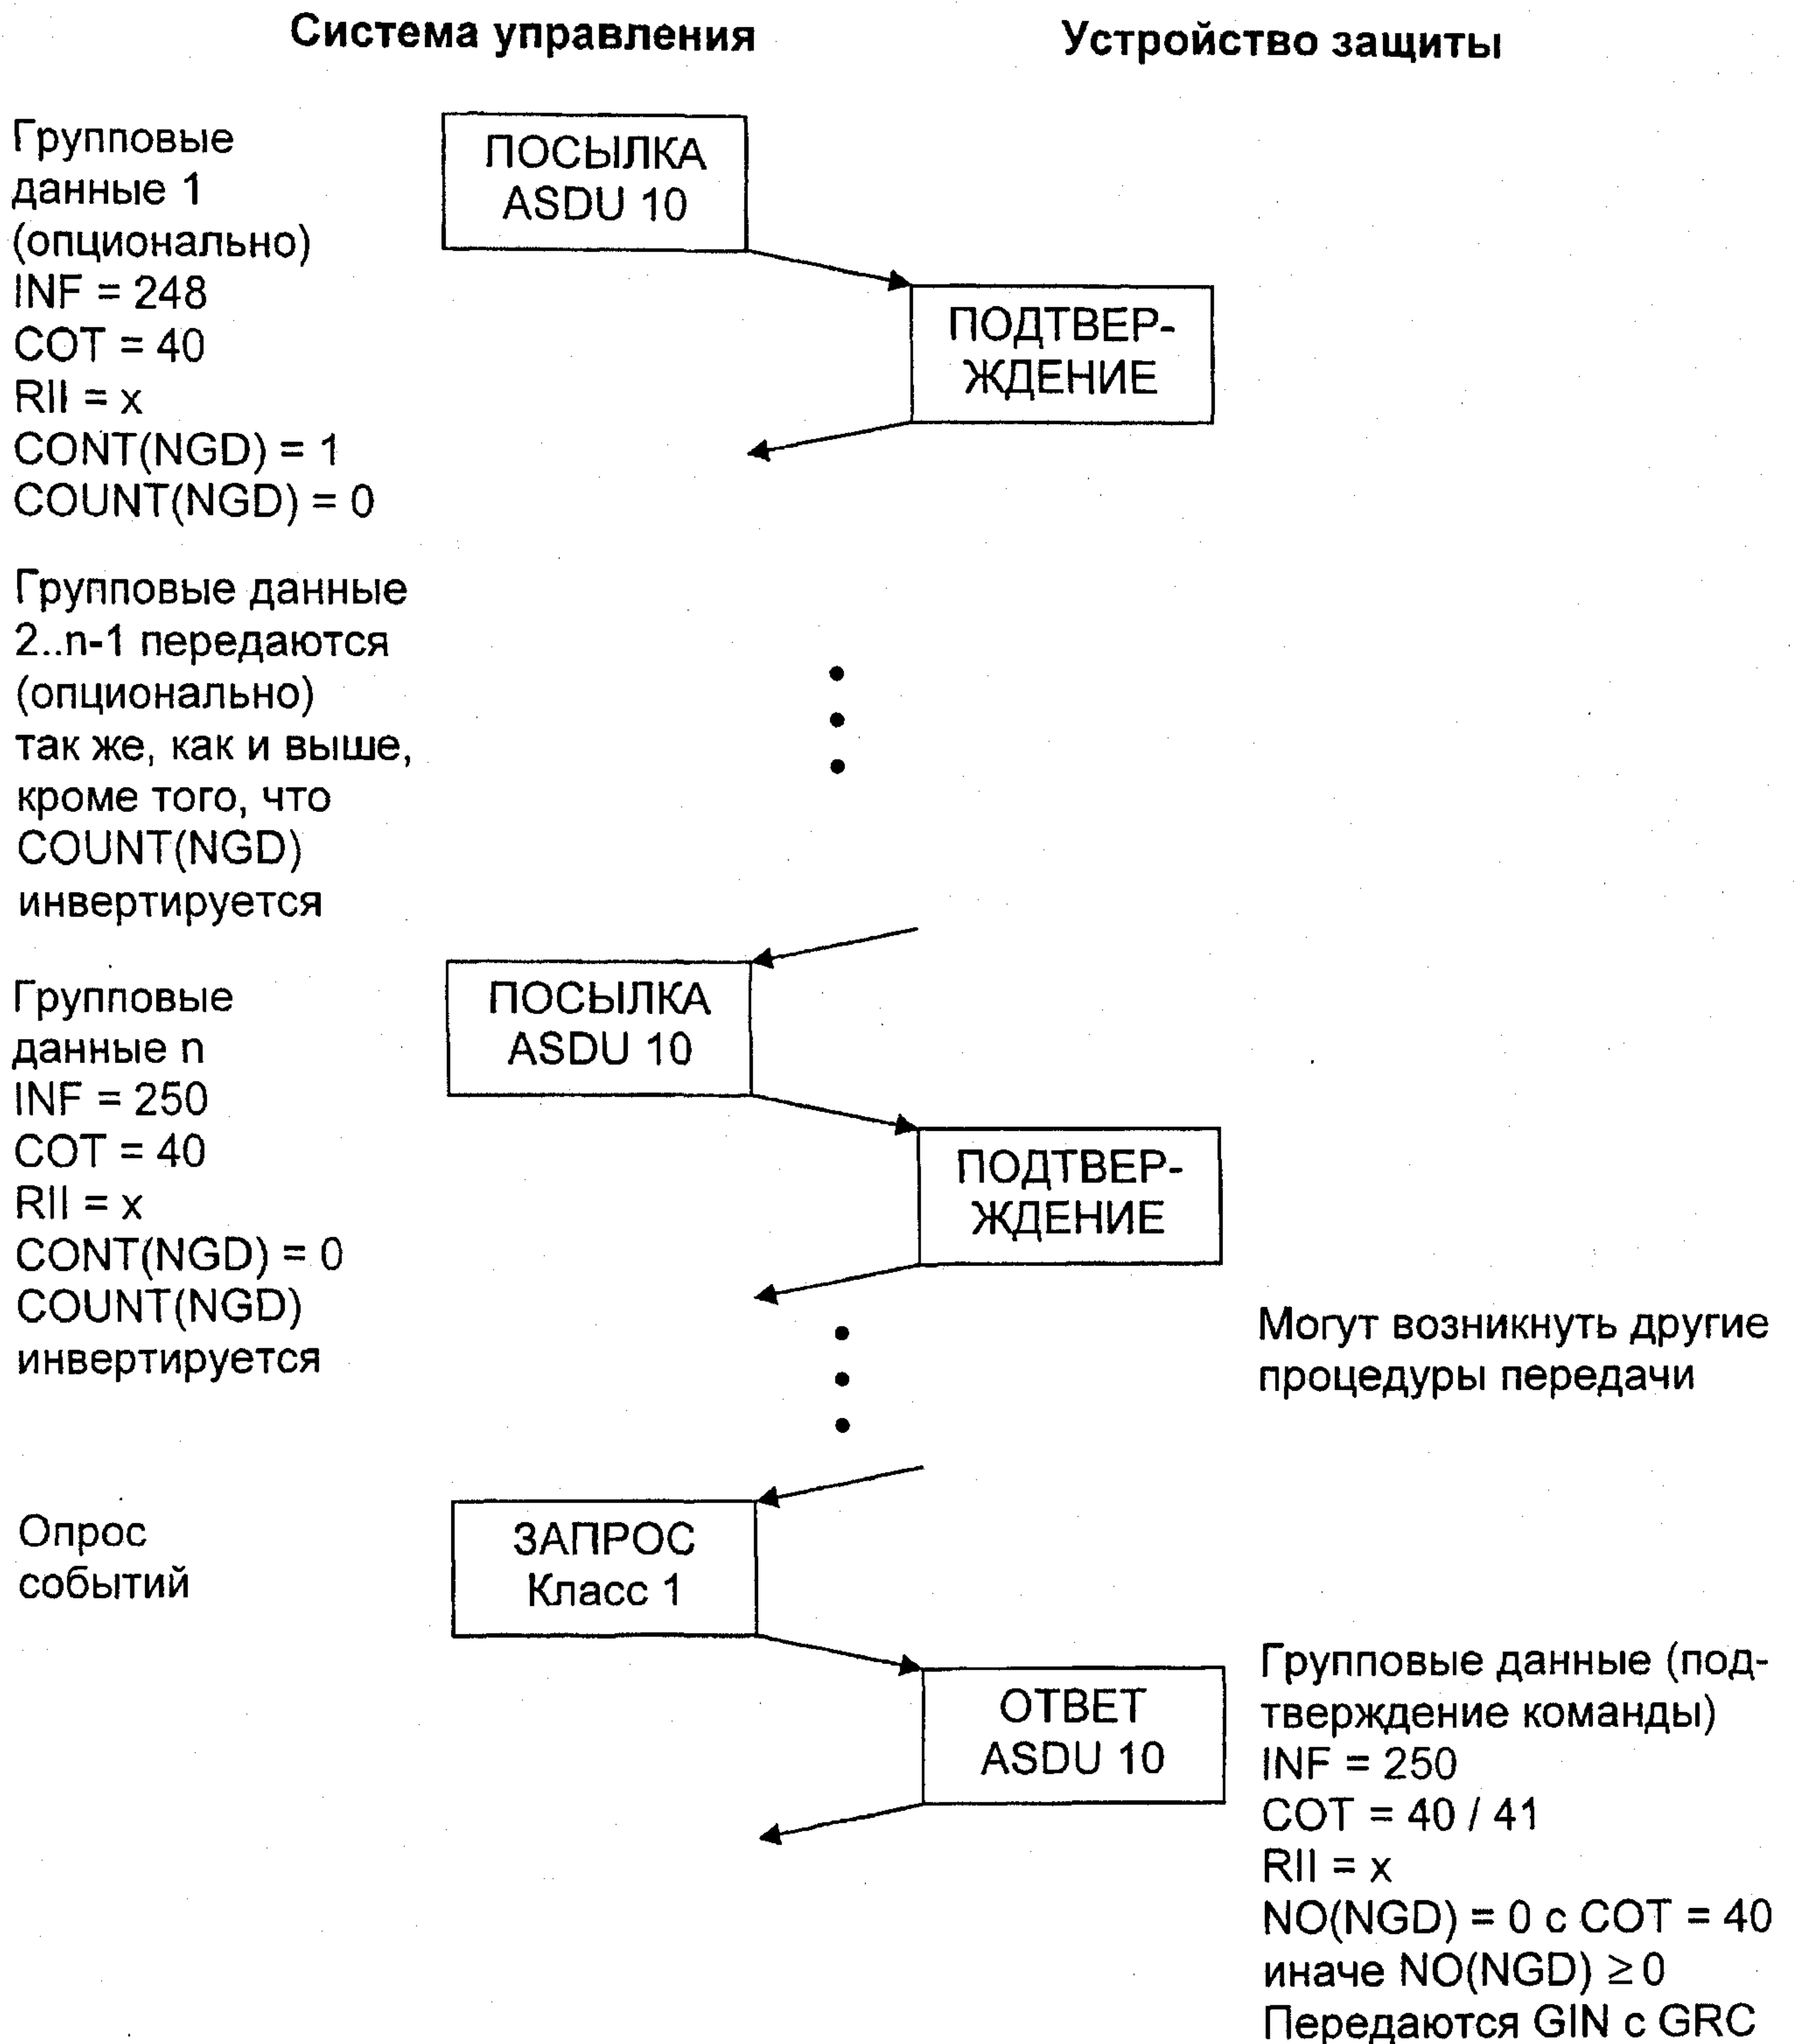 Система управления
Устройство защиты
Групповые
данные 1
(опционально)
INF = 248
COT = 40
RII = x
CONT(NGD) = 1
COUNT(NGD) = 0
ПОСЫЛКА
ASDU 10
ПОДТВЕР-
ЖДЕНИЕ
Групповые данные
2..n-1 передаются
(опционально)
так же, как и выше,
кроме того, что
COUNT(NGD)
инвертируется
Групповые
данные n
INF = 250
COT = 40
RII = x
CONT(NGD) = 0
COUNT(NGD)
инвертируется
ПОСЫЛКА
ASDU 10
ПОДТВЕР-
ЖДЕНИЕ
Могут возникнуть другие
процедуры передачи
Опрос
событий
ЗАПРОС
Класс 1
ОТВЕТ
ASDU 10
Групповые данные (под-
тверждение команды)
INF = 250
COT = 40 / 41
RII = x
NO(NGD) = 0 с COT = 40
иначе NO(NGD) ≥ 0
Передаются GIN с GRC